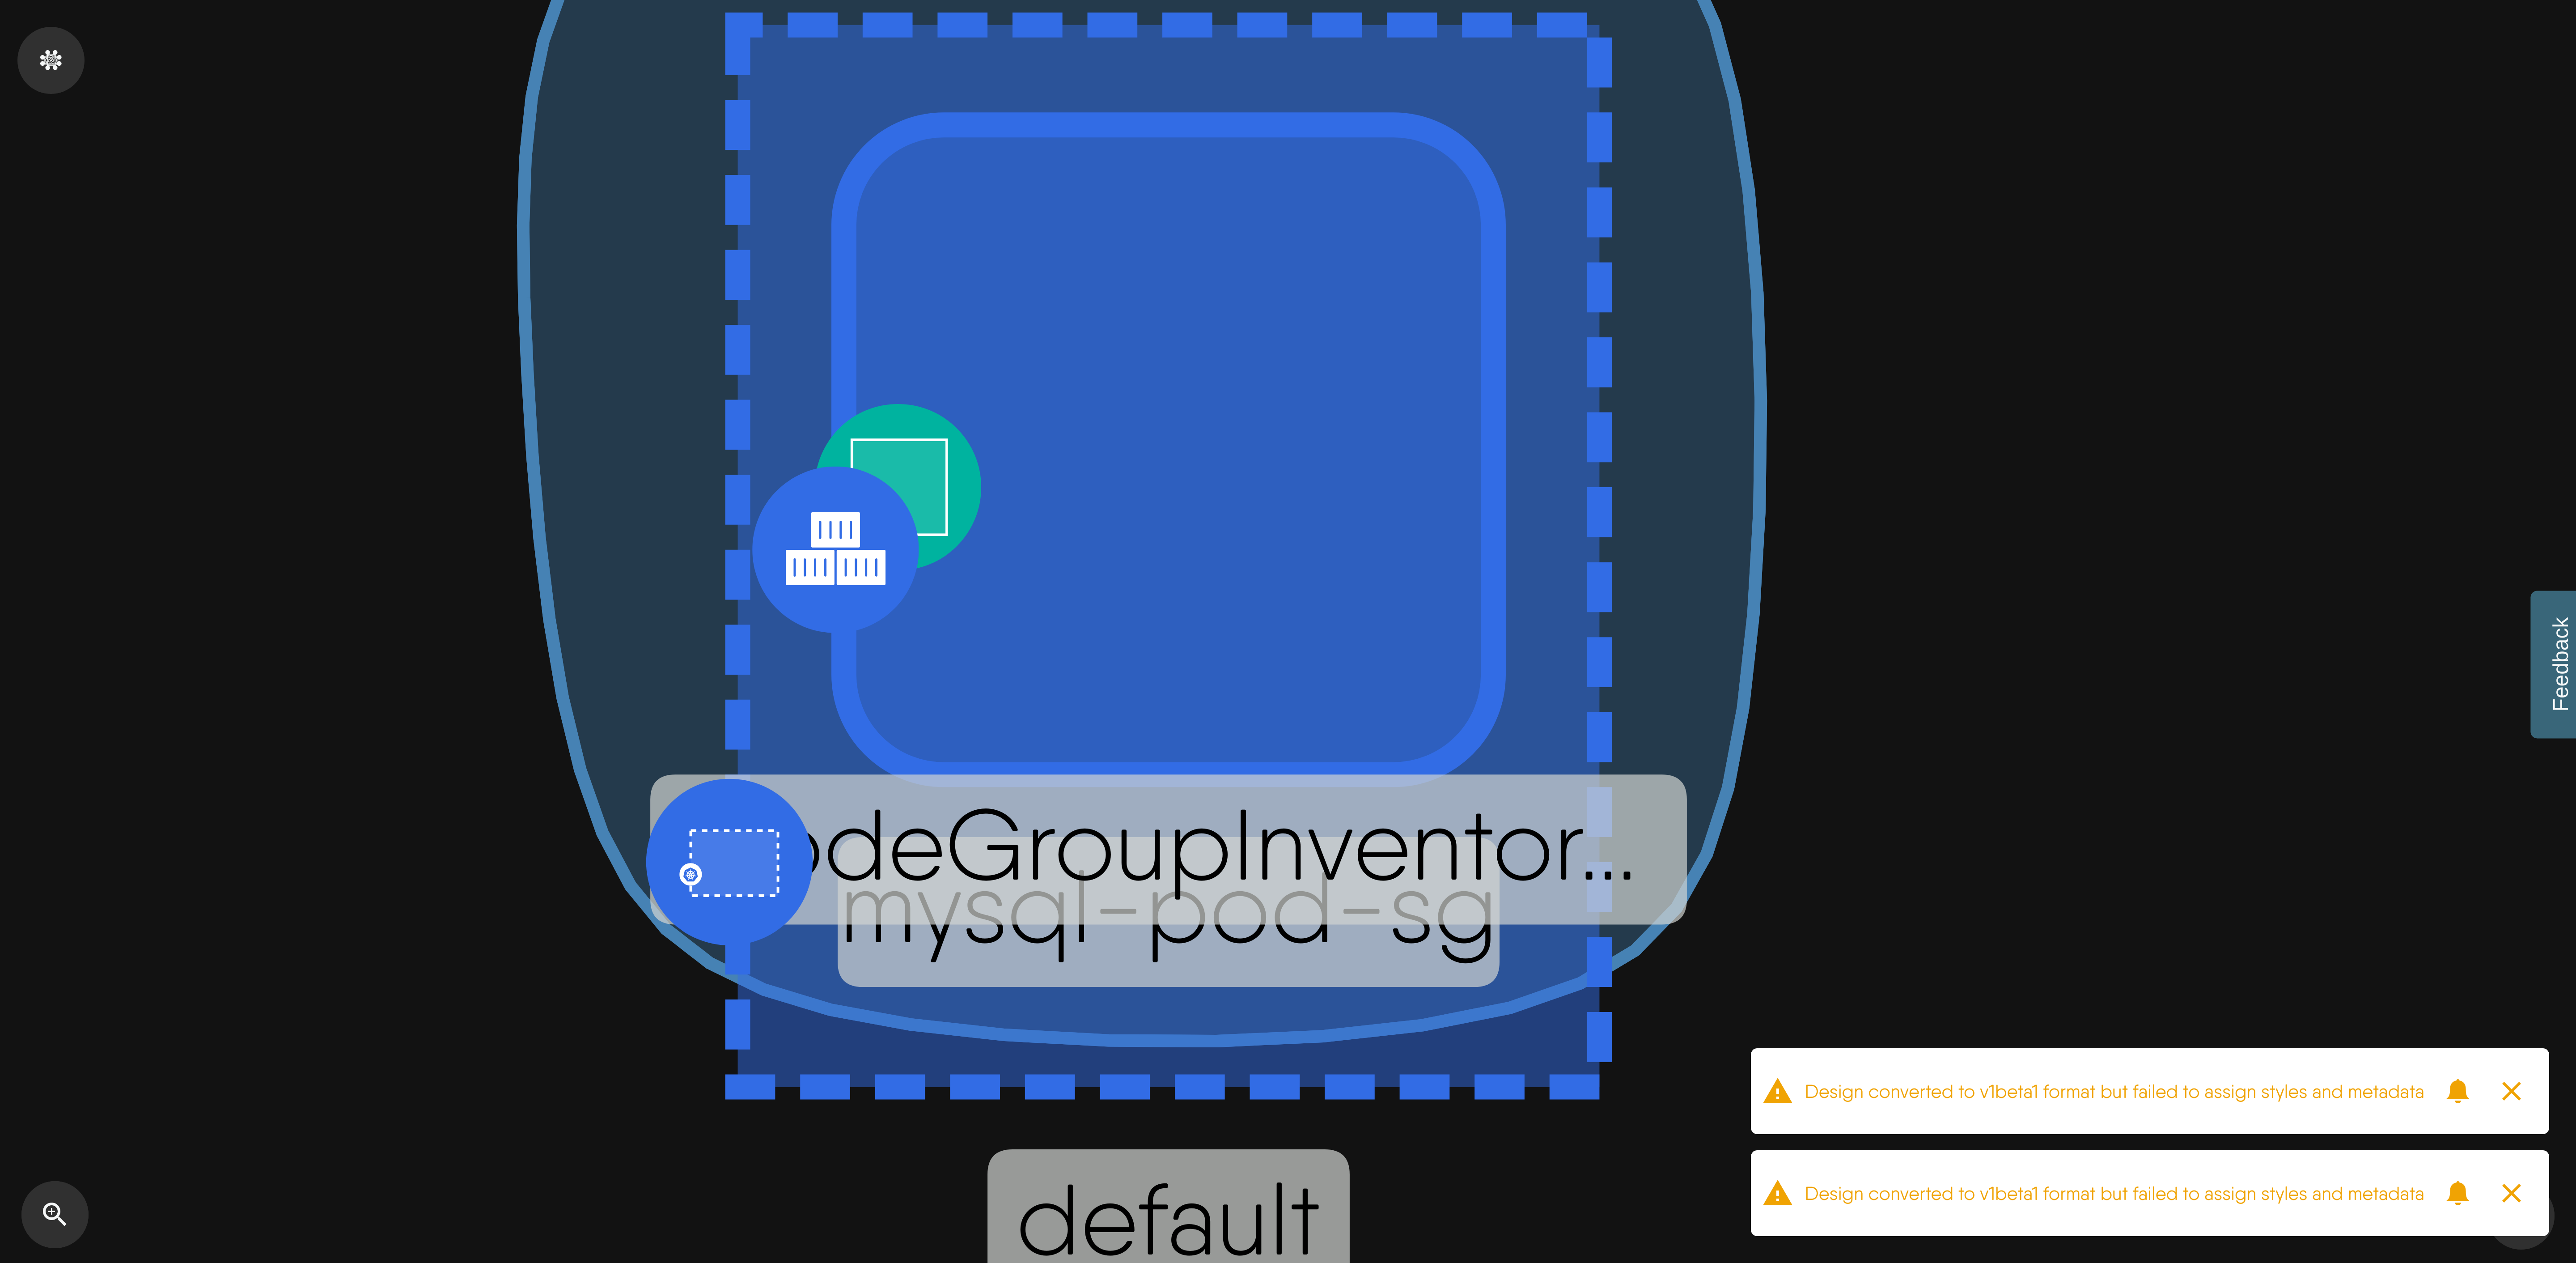 odeGroupInventor...
mysql-pod-sg
default
Feedback
Design converted to v1beta1 format but failed to assign styles and metadata
Design converted to v1beta1 format but failed to assign styles and metadata